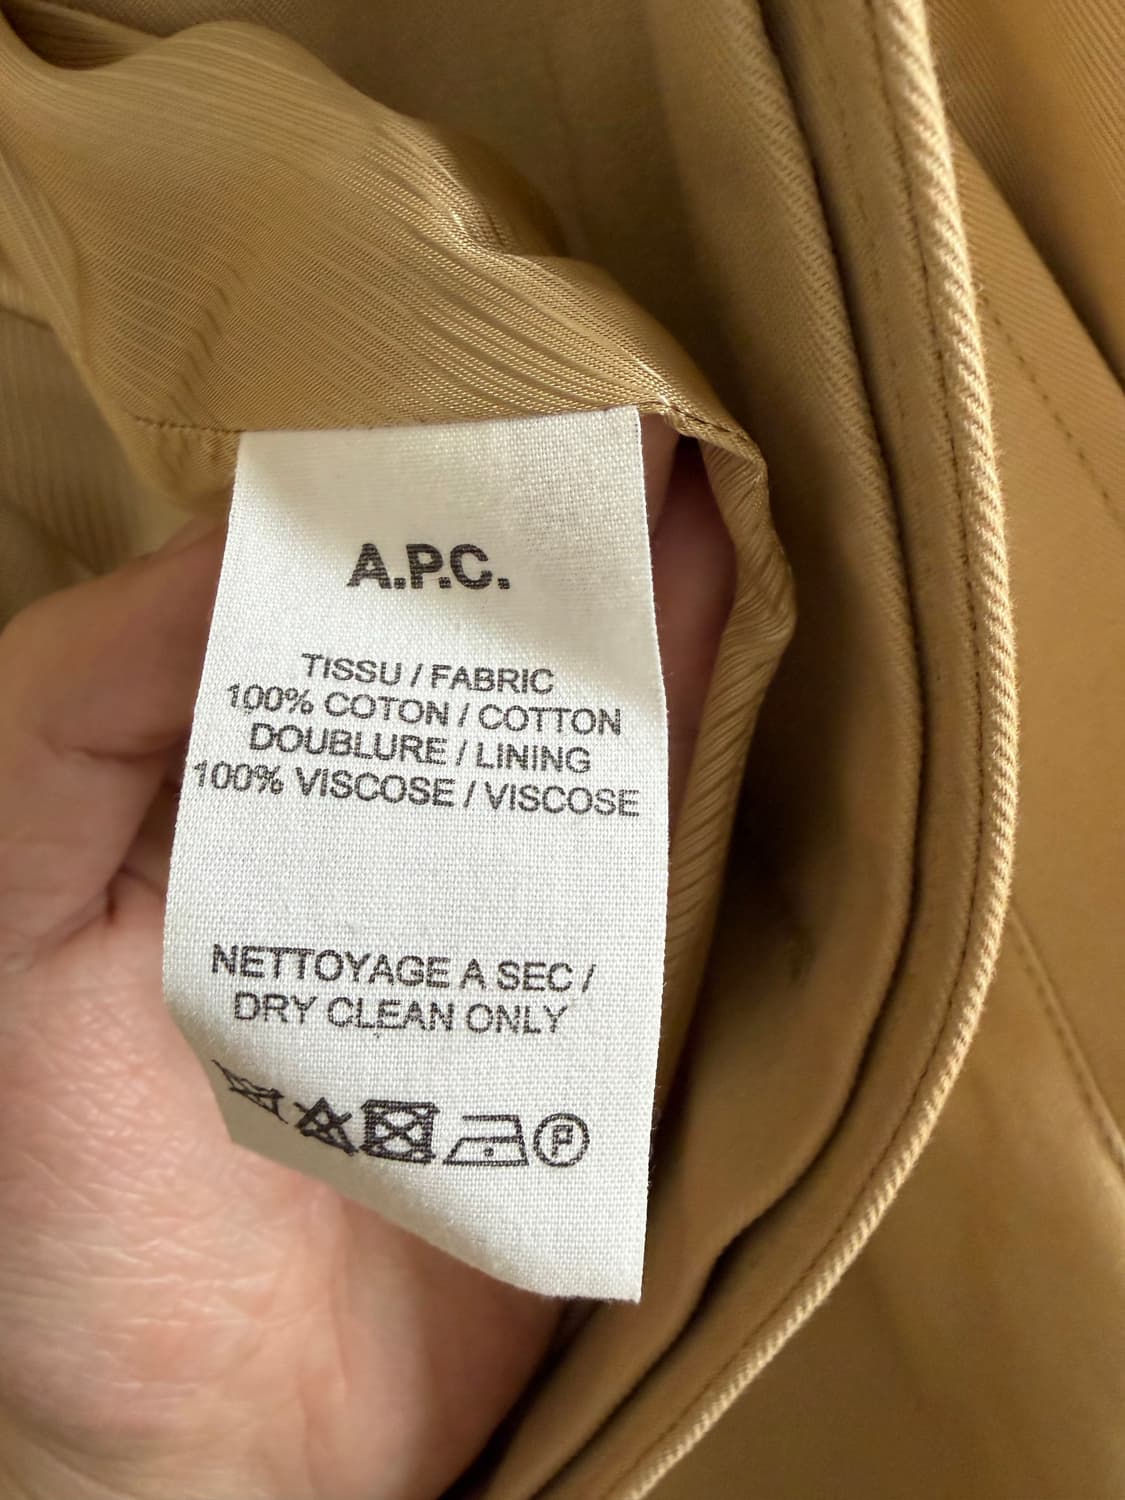 A.P.C.
TISSU / FABRIC
100% COTON / COTTON
DOUBLURE / LINING
100% VISCOSE / VISCOSE
NETTOYAGE A SEC /
DRY CLEAN ONLY
P